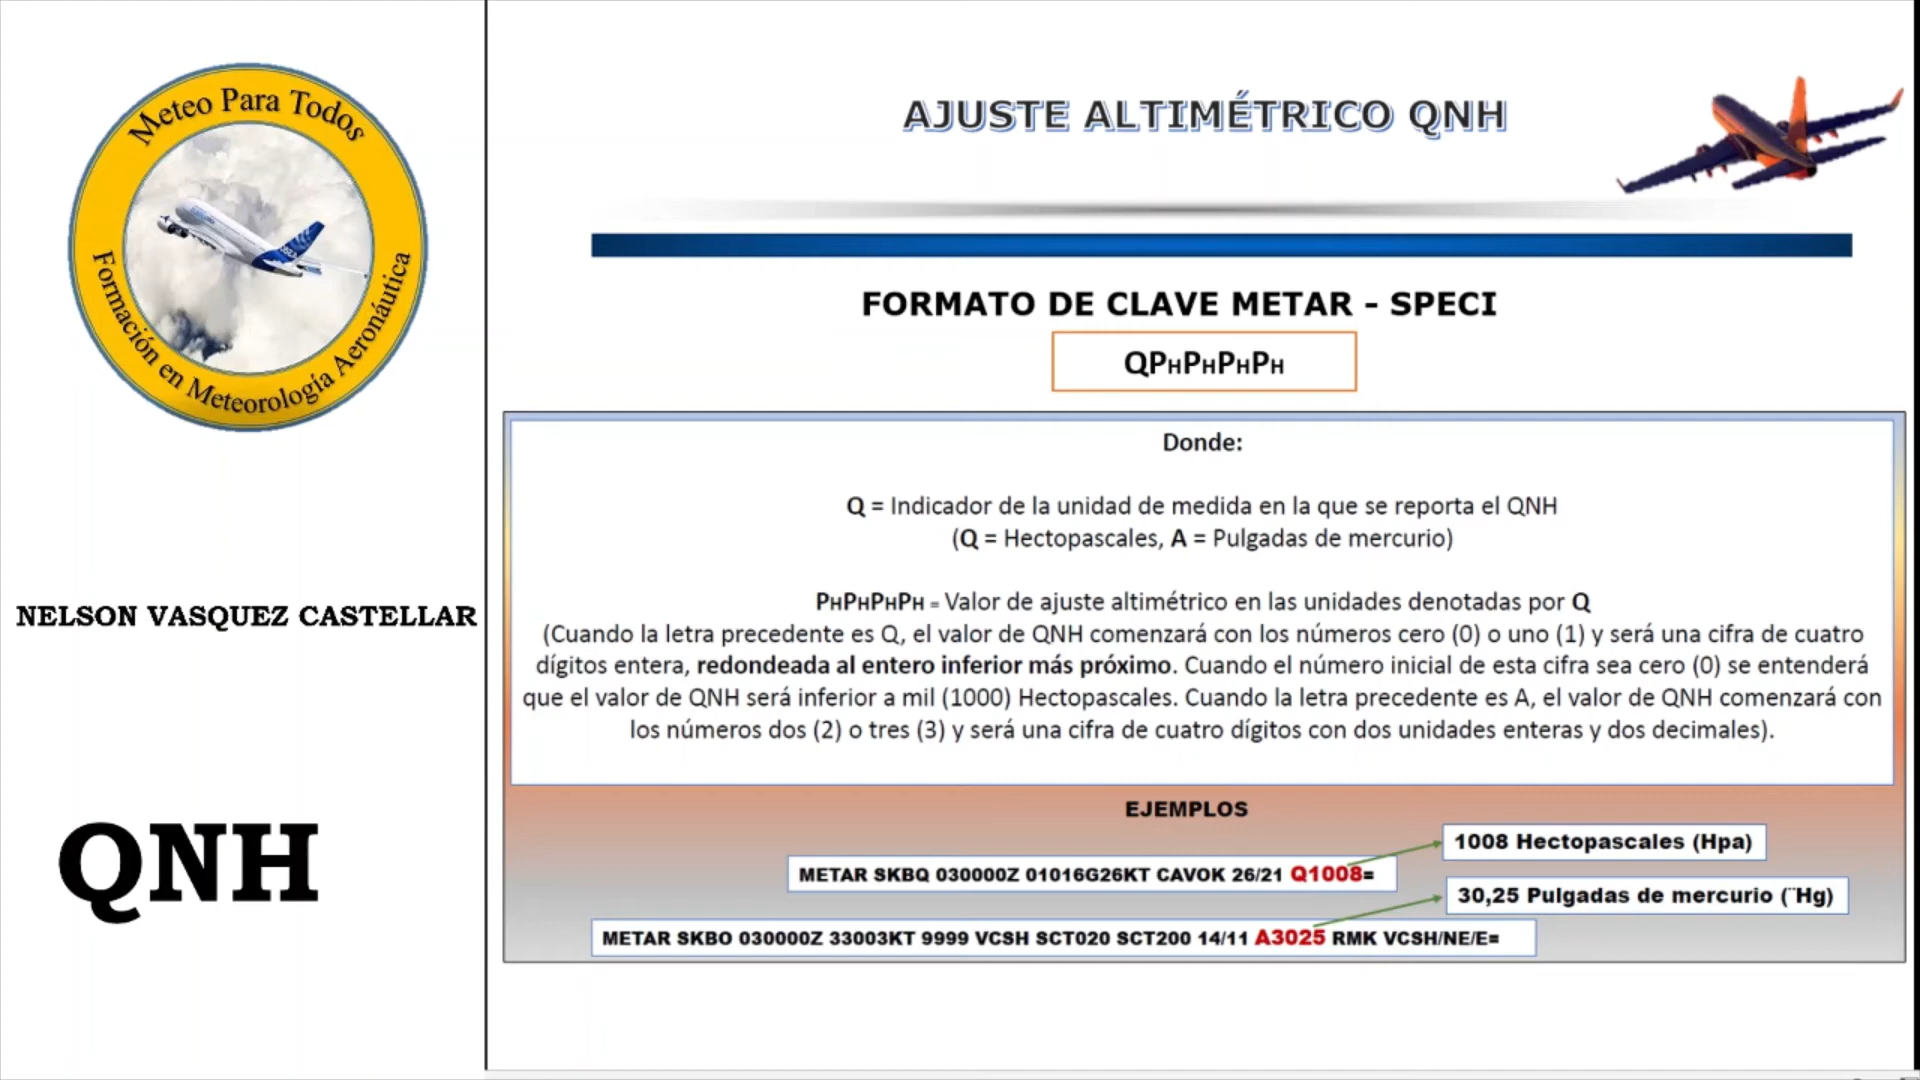 Meteo Para Todos
Formación en Meteorología Aeronáutica
NELSON VASQUEZ CASTELLAR
QNH
AJUSTE ALTIMÉTRICO QNH
FORMATO DE CLAVE METAR - SPECI
QPHPHPHPH
Donde:
Q = Indicador de la unidad de medida en la que se reporta el QNH
(Q = Hectopascales, A = Pulgadas de mercurio)
PHPHPHPH = Valor de ajuste altimétrico en las unidades denotadas por Q
(Cuando la letra precedente es Q, el valor de QNH comenzará con los números cero (0) o uno (1) y será una cifra de cuatro
dígitos entera, redondeada al entero inferior más próximo. Cuando el número inicial de esta cifra sea cero (0) se entenderá
que el valor de QNH será inferior a mil (1000) Hectopascales. Cuando la letra precedente es A, el valor de QNH comenzará con
los números dos (2) o tres (3) y será una cifra de cuatro dígitos con dos unidades enteras y dos decimales).
EJEMPLOS
1008 Hectopascales (Hpa)
METAR SKBQ 030000Z 01016G26KT CAVOK 26/21 Q1008=
30,25 Pulgadas de mercurio (¨Hg)
METAR SKBO 030000Z 33003KT 9999 VCSH SCT020 SCT200 14/11 A3025 RMK VCSH/NE/E=